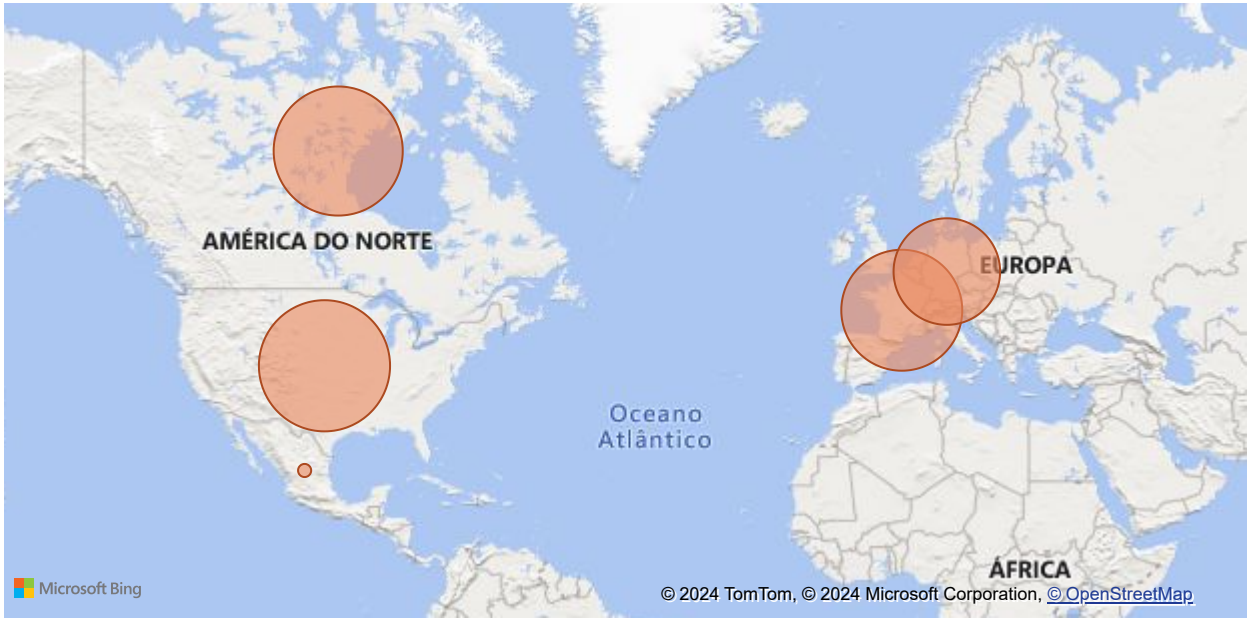 AMÉRICA DO NORTE
EUROPA
Oceano
Atlântico
ÁFRICA
Microsoft Bing
© 2024 TomTom, © 2024 Microsoft Corporation, © OpenStreetMap